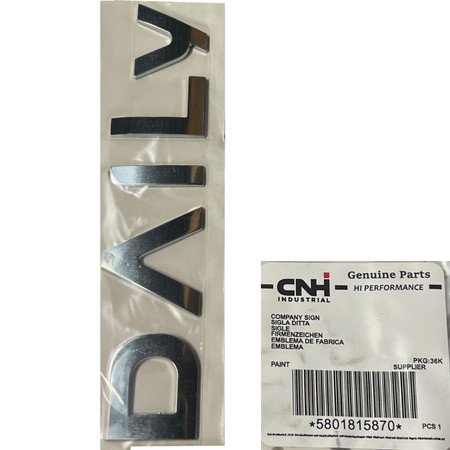 DAILY
CNH
INDUSTRIAL
Genuine Parts
HI PERFORMANCE
COMPANY SIGN
SIGLA DITTA
SIGLE
FIRMENZEICHEN
EMBLEMA DE FABRICA
EMBLEMA
PKG:36K
PAINT SUPPLIER
*5801815870* PCS 1